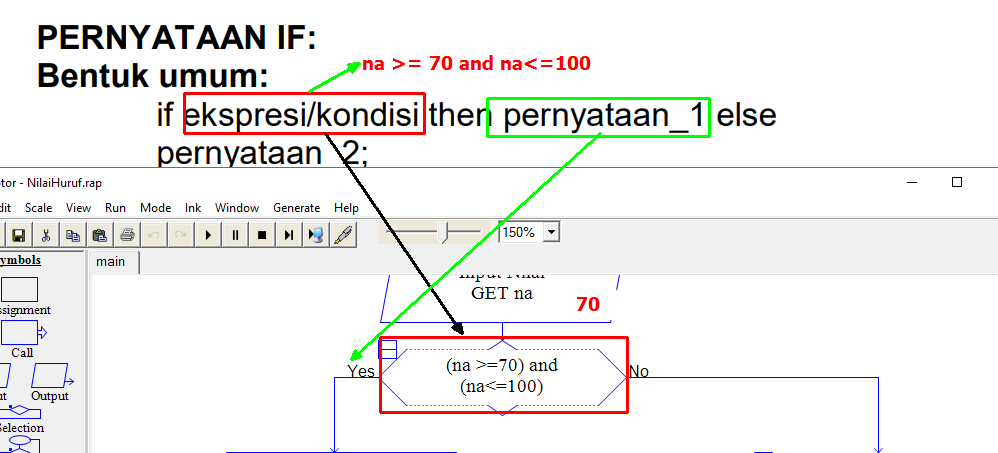 PERNYATAAN IF:
Bentuk umum:
na >= 70 and na<=100
if ekspresi/kondisi then pernyataan_1 else
pernyataan_2;
tor - NilaiHuruf.rap
dit Scale View Run Mode Ink Window Generate Help
150%
ymbols
main
ssignment
Call
ut Output
Selection
Input Nilai
GET na
70
Yes
(na >=70) and
(na<=100)
No